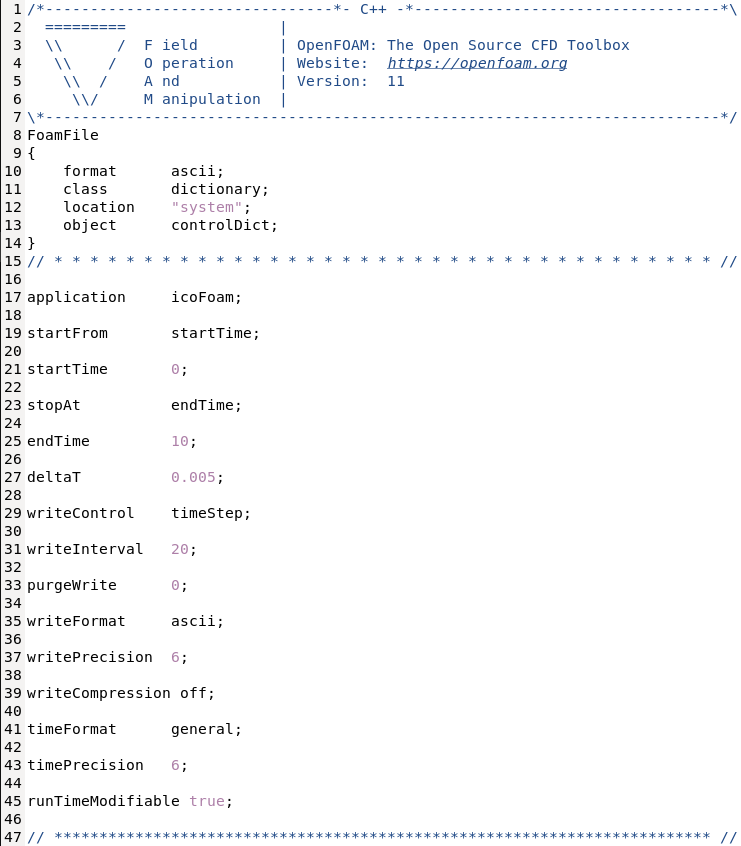 1 /*--------------------------------*- C++ -*----------------------------------*\
2   =========                 |
3   \\      /  F ield         | OpenFOAM: The Open Source CFD Toolbox
4    \\    /   O peration     | Website:  https://openfoam.org
5     \\  /    A nd           | Version:  11
6      \\/     M anipulation  |
7 \*---------------------------------------------------------------------------*/
8 FoamFile
9 {
10     format      ascii;
11     class       dictionary;
12     location    "system";
13     object      controlDict;
14 }
15 // * * * * * * * * * * * * * * * * * * * * * * * * * * * * * * * * * * * * * //
16
17 application     icoFoam;
18
19 startFrom       startTime;
20
21 startTime       0;
22
23 stopAt          endTime;
24
25 endTime         10;
26
27 deltaT          0.005;
28
29 writeControl    timeStep;
30
31 writeInterval   20;
32
33 purgeWrite      0;
34
35 writeFormat     ascii;
36
37 writePrecision  6;
38
39 writeCompression off;
40
41 timeFormat      general;
42
43 timePrecision   6;
44
45 runTimeModifiable true;
46
47 // ************************************************************************* //